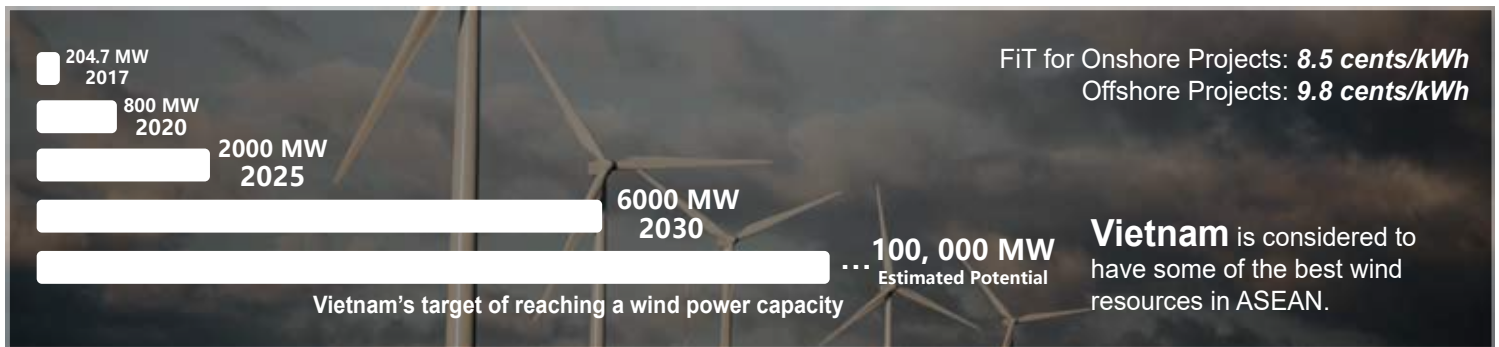 204.7 MW
2017
800 MW
2020
2000 MW
2025
6000 MW
2030
...100, 000 MW
Estimated Potential
Vietnam's target of reaching a wind power capacity
FiT for Onshore Projects: 8.5 cents/kWh
Offshore Projects: 9.8 cents/kWh
Vietnam is considered to
have some of the best wind
resources in ASEAN.